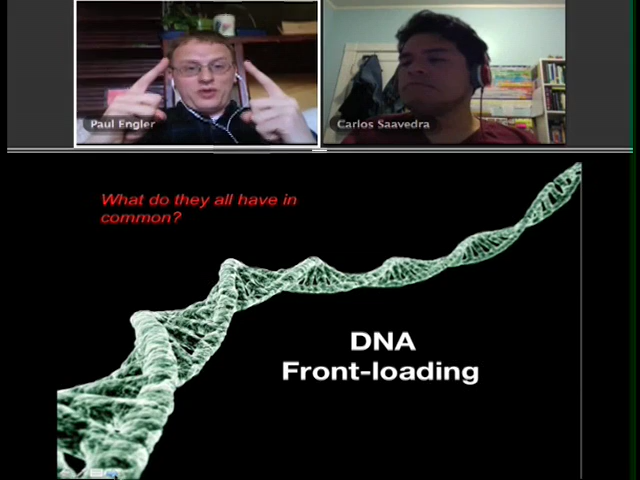 Paul Engler
Carlos Saavedra
What do they all have in
common?
DNA
Front-loading